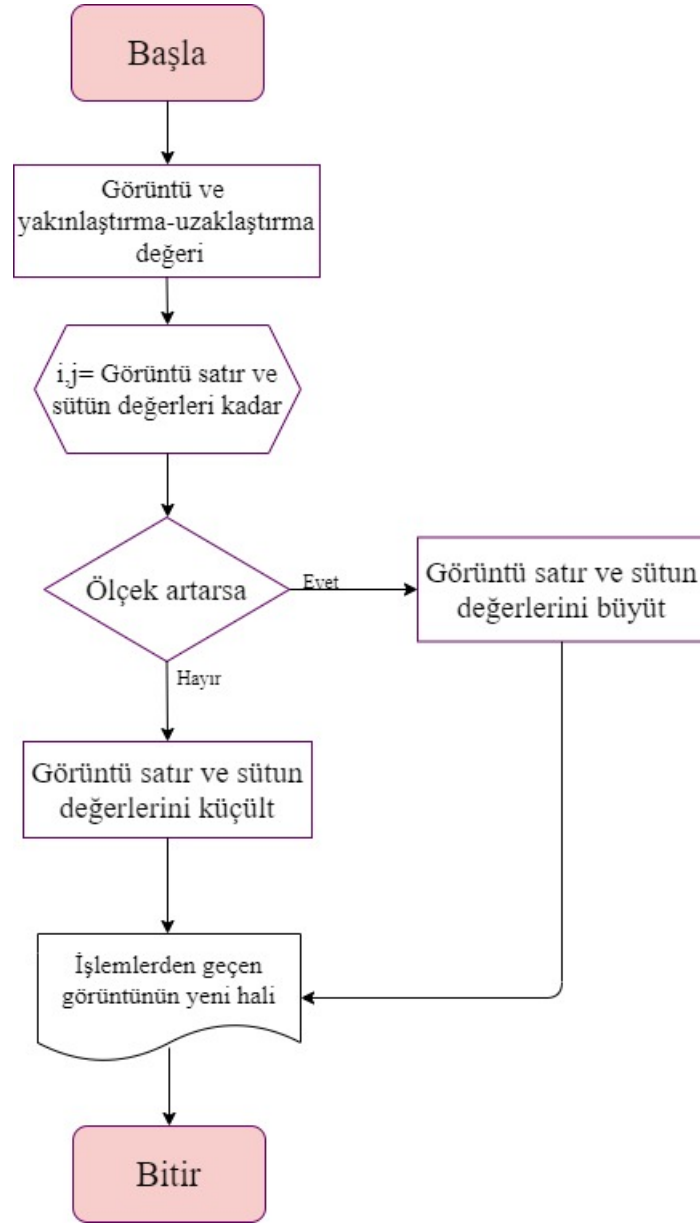 Başla
Görüntü ve
yakınlaştırma-uzaklaştırma
değeri
i,j= Görüntü satır ve
sütün değerleri kadar
Ölçek artarsa
Evet
Görüntü satır ve sütun
değerlerini büyüt
Hayır
Görüntü satır ve sütun
değerlerini küçült
İşlemlerden geçen
görüntünün yeni hali
Bitir